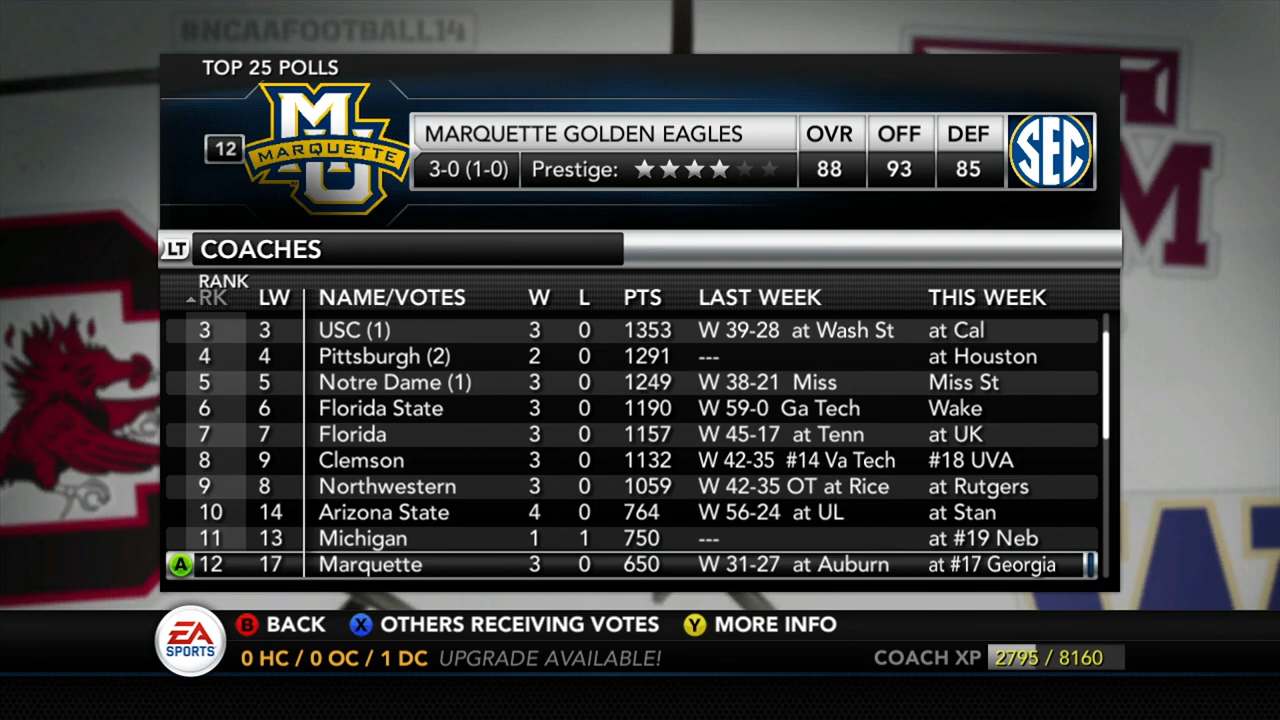 #NCAAFOOTBALL14
TOP 25 POLLS
12 MU MARQUETTE MARQUETTE GOLDEN EAGLES OVR OFF DEF SEC
3-0 (1-0) Prestige: 88 93 85
LT COACHES
RANK
RK LW NAME/VOTES W L PTS LAST WEEK THIS WEEK
3 3 USC (1) 3 0 1353 W 39-28 at Wash St at Cal
4 4 Pittsburgh (2) 2 0 1291 --- at Houston
5 5 Notre Dame (1) 3 0 1249 W 38-21 Miss Miss St
6 6 Florida State 3 0 1190 W 59-0 Ga Tech Wake
7 7 Florida 3 0 1157 W 45-17 at Tenn at UK
8 9 Clemson 3 0 1132 W 42-35 #14 Va Tech #18 UVA
9 8 Northwestern 3 0 1059 W 42-35 OT at Rice at Rutgers
10 14 Arizona State 4 0 764 W 56-24 at UL at Stan
11 13 Michigan 1 1 750 --- at #19 Neb
A 12 17 Marquette 3 0 650 W 31-27 at Auburn at #17 Georgia
EA SPORTS B BACK X OTHERS RECEIVING VOTES Y MORE INFO
0 HC / 0 OC / 1 DC UPGRADE AVAILABLE! COACH XP 2795 / 8160